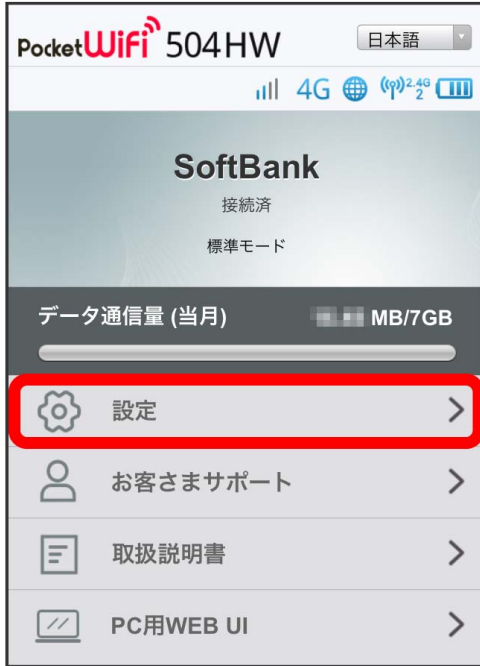 Pocket WiFi 504HW
日本語
4G 2.4G 2
SoftBank
接続済
標準モード
データ通信量 (当月) MB/7GB
設定
お客さまサポート
取扱説明書
PC用WEB UI